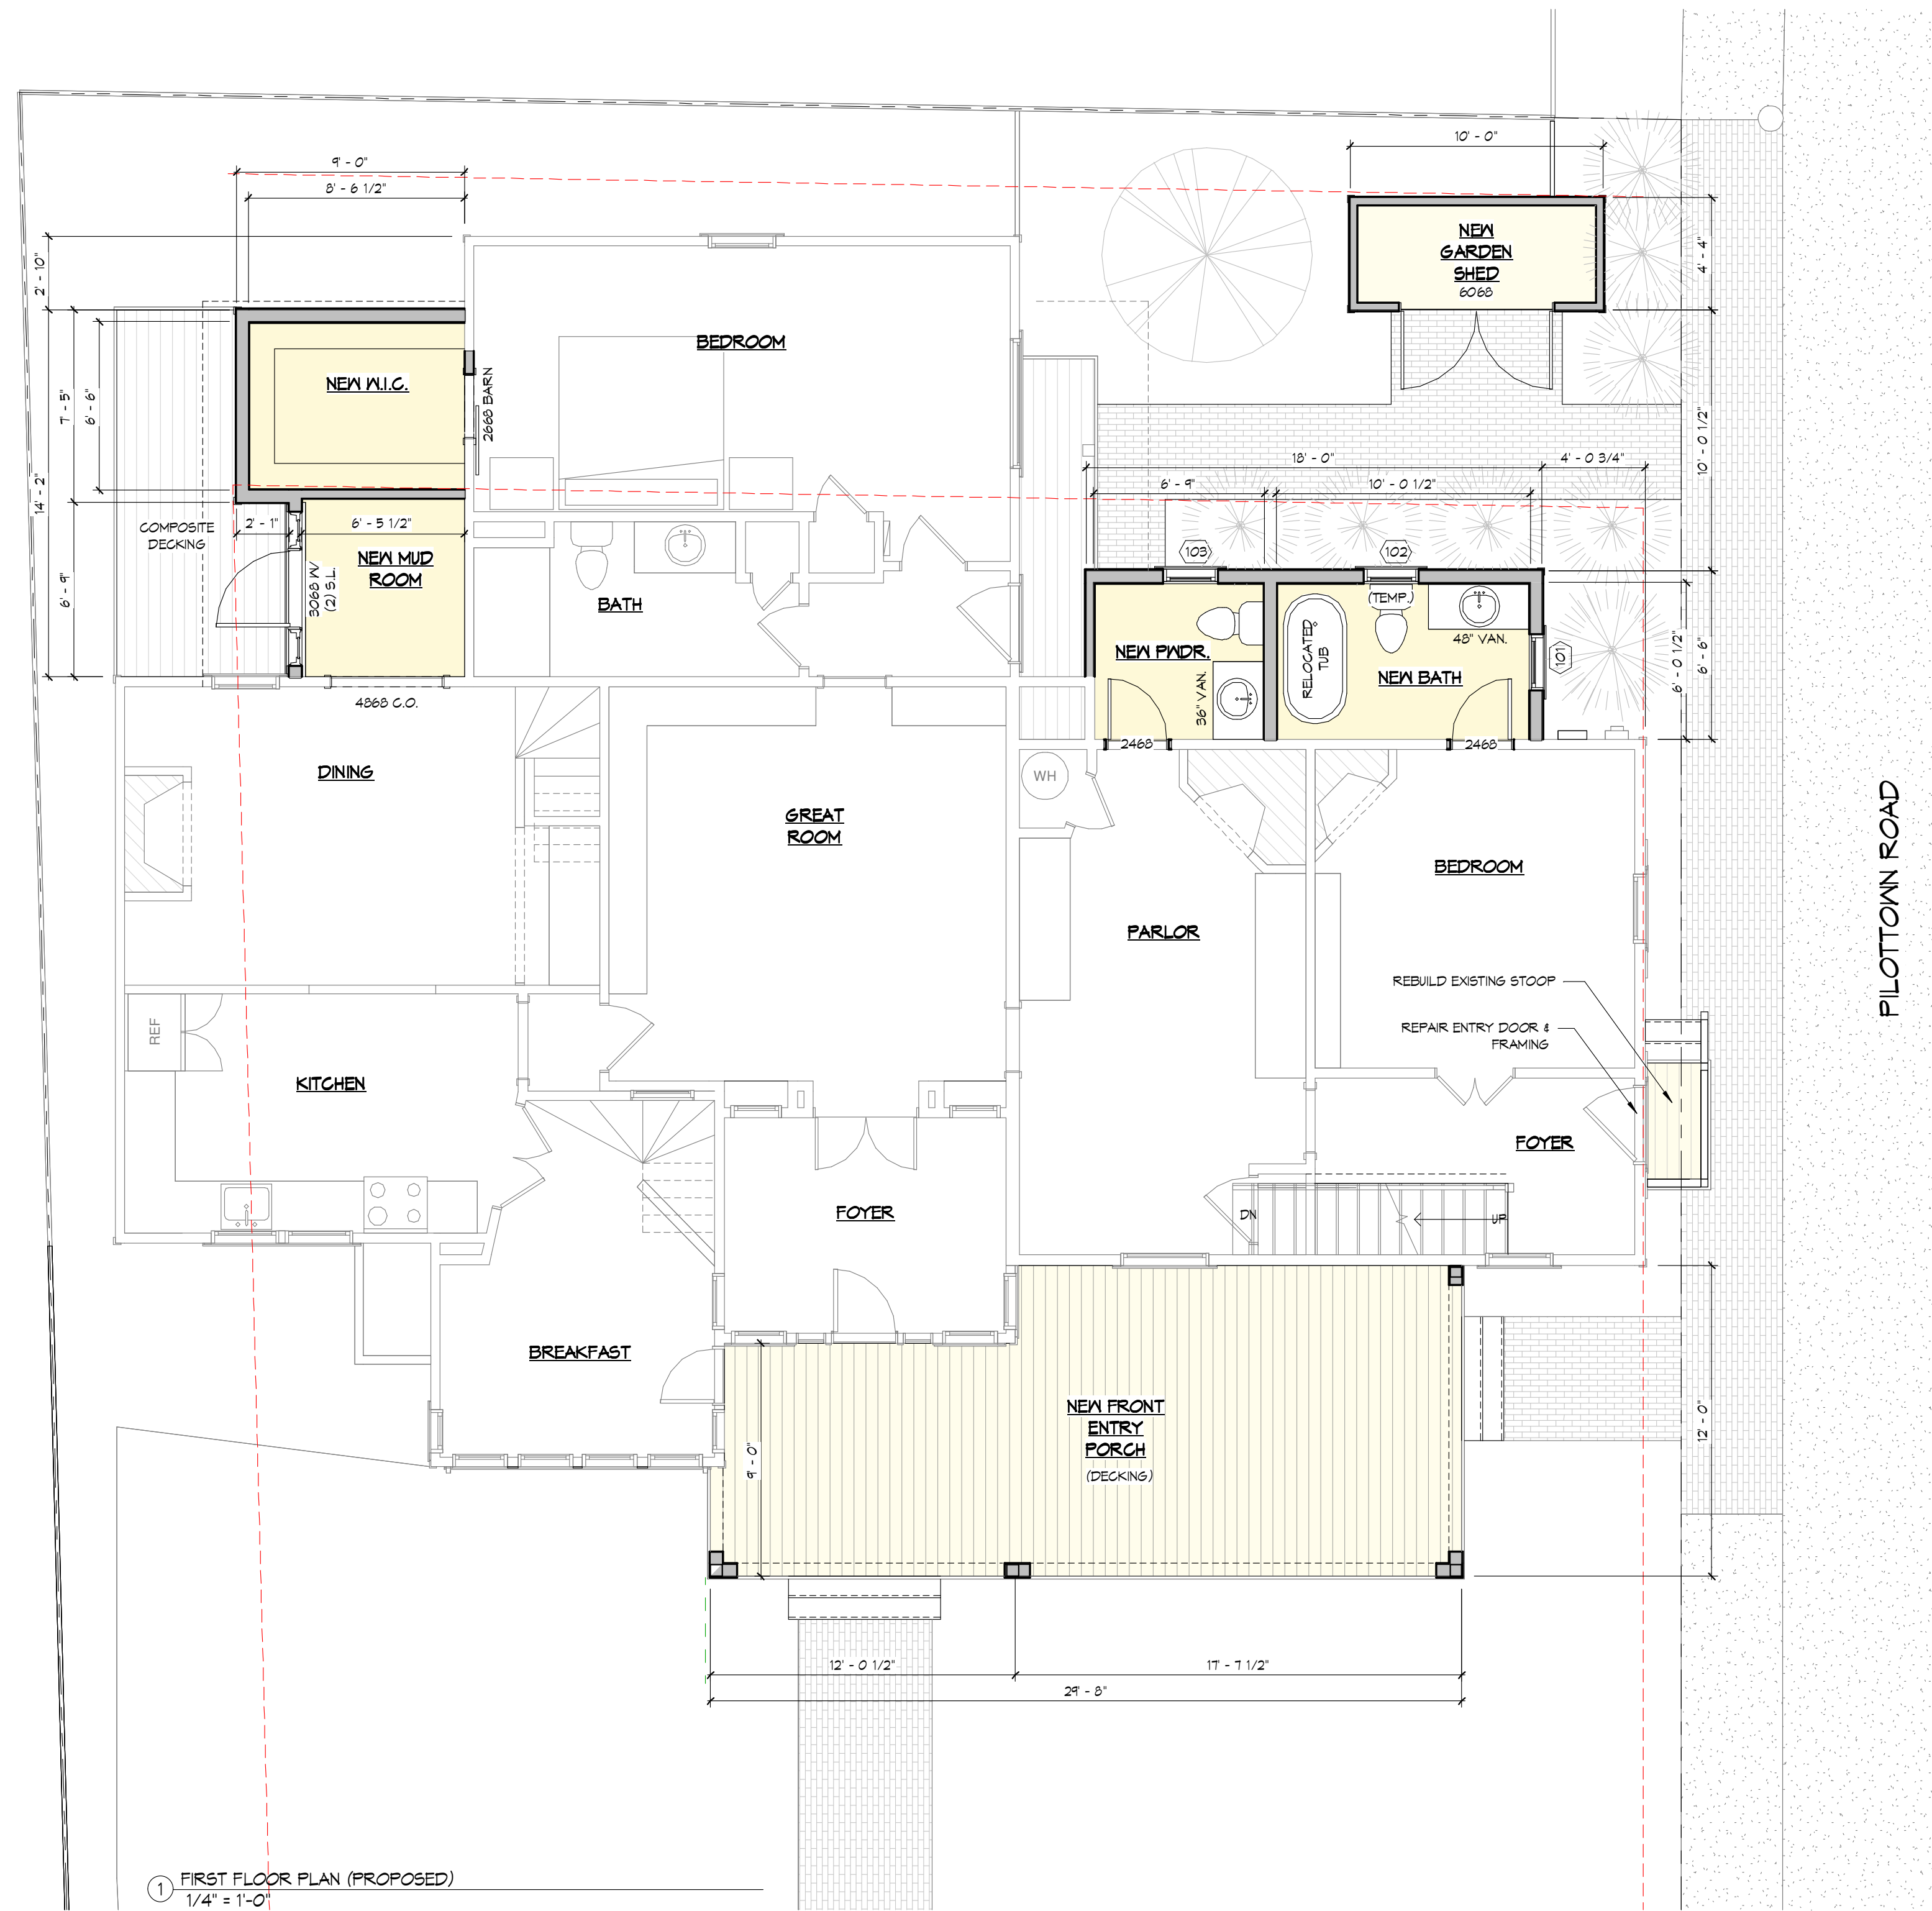 10' - 0"
9' - 0"
8' - 6 1/2"
NEW
GARDEN
SHED
6068
4' - 4"
2' - 10"
BEDROOM
NEW W.I.C.
2668 BARN
7' - 5"
6' - 6"
14' - 2"
10' - 0 1/2"
18' - 0"
4' - 0 3/4"
6' - 9"
10' - 0 1/2"
COMPOSITE
DECKING
2' - 1"
6' - 5 1/2"
NEW MUD
ROOM
3068 W/
(2) S.L.
6' - 9"
103
102
BATH
(TEMP.)
RELOCATED
TUB
48" VAN.
NEW PWDR.
36" VAN.
NEW BATH
101
6' - 0 1/2"
6' - 6"
4868 C.O.
2468
2468
DINING
WH
GREAT
ROOM
BEDROOM
PARLOR
PILOTTOWN ROAD
REBUILD EXISTING STOOP
REPAIR ENTRY DOOR &
FRAMING
REF
KITCHEN
FOYER
FOYER
DN
UP
BREAKFAST
9' - 0"
NEW FRONT
ENTRY
PORCH
(DECKING)
12' - 0"
12' - 0 1/2"
17' - 7 1/2"
29' - 8"
1
FIRST FLOOR PLAN (PROPOSED)
1/4" = 1'-0"